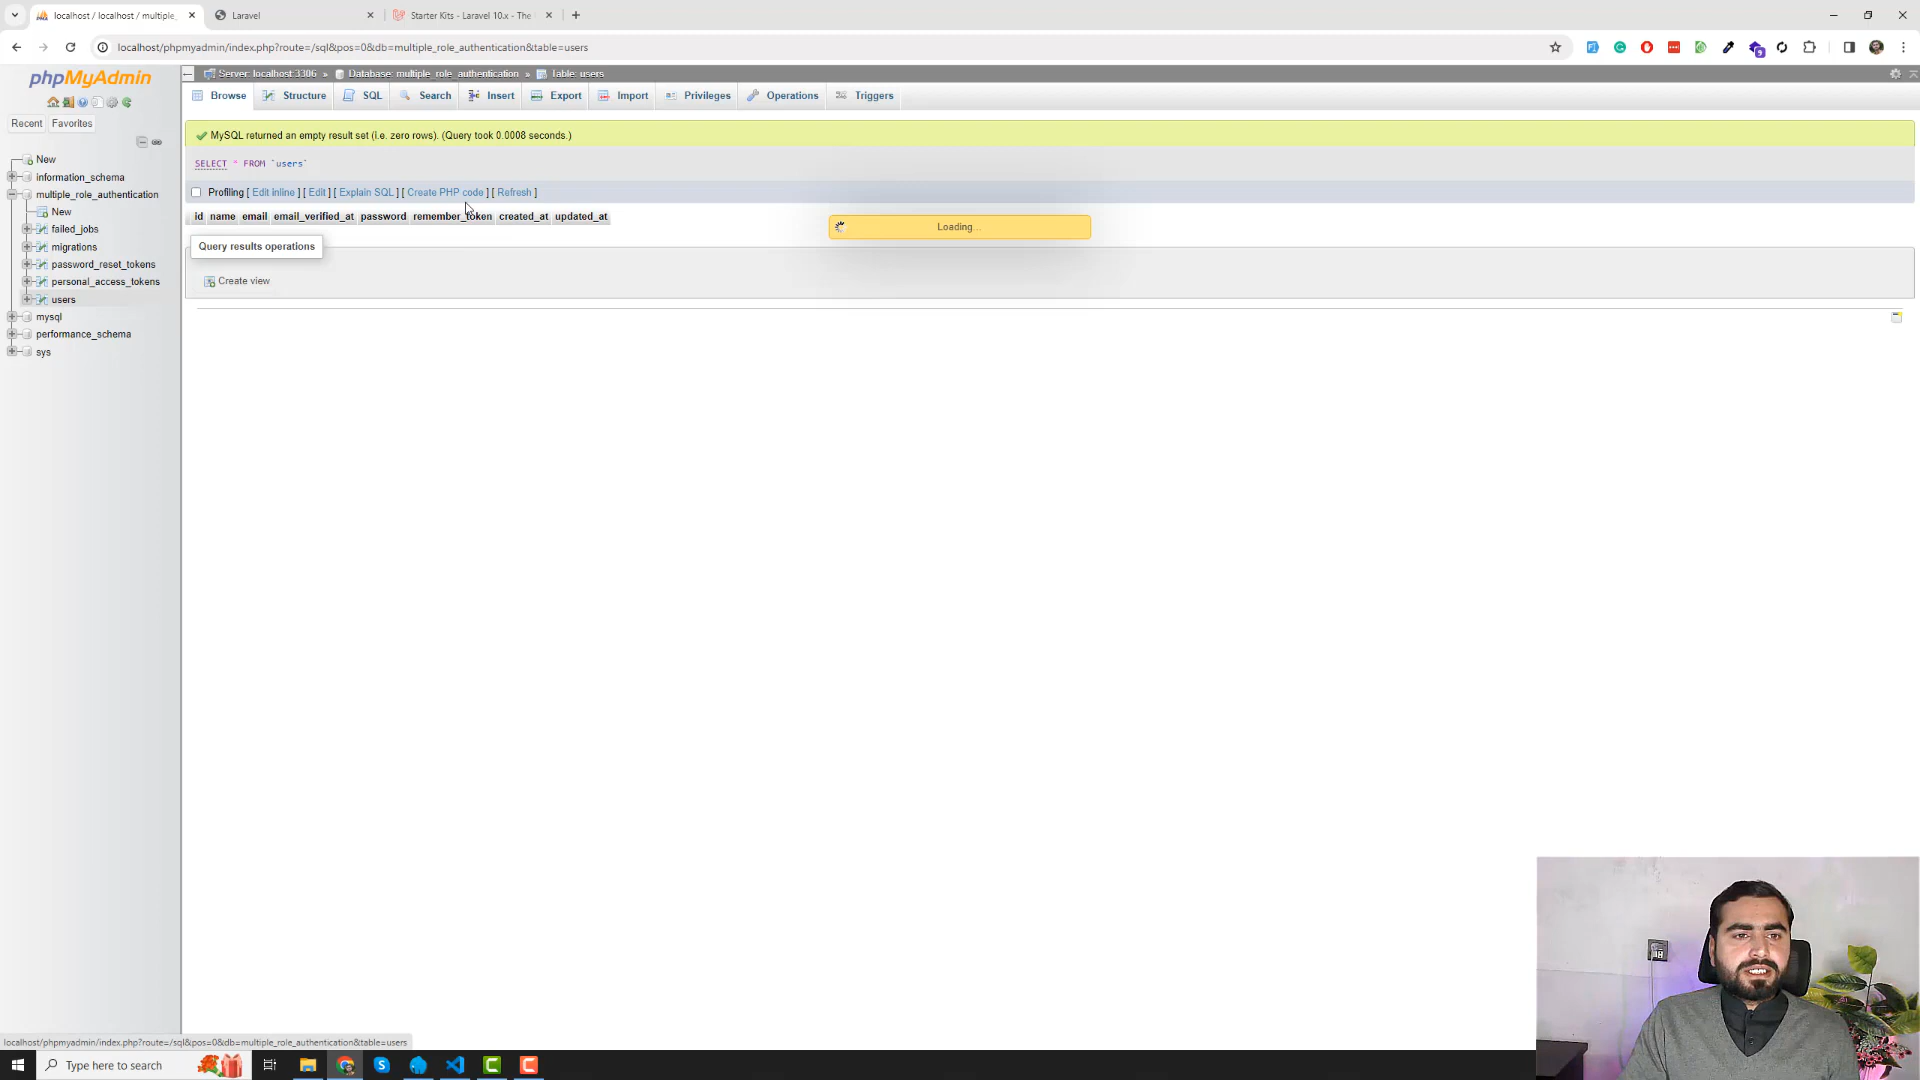 localhost / localhost / multiple_
Laravel
Starter Kits - Laravel 10.x - The
localhost/phpmyadmin/index.php?route=/sql&pos=0&db=multiple_role_authentication&table=users
phpMyAdmin
Server: localhost:3306 » Database: multiple_role_authentication » Table: users
Browse Structure SQL Search Insert Export Import Privileges Operations Triggers
Recent Favorites
MySQL returned an empty result set (i.e. zero rows). (Query took 0.0008 seconds.)
New
SELECT * FROM `users`
information_schema
multiple_role_authentication
Profiling [ Edit inline ] [ Edit ] [ Explain SQL ] [ Create PHP code ] [ Refresh ]
New
id name email email_verified_at password remember_token created_at updated_at
Loading...
failed_jobs
migrations
Query results operations
password_reset_tokens
personal_access_tokens
Create view
users
mysql
performance_schema
sys
localhost/phpmyadmin/index.php?route=/sql&pos=0&db=multiple_role_authentication&table=users
Type here to search